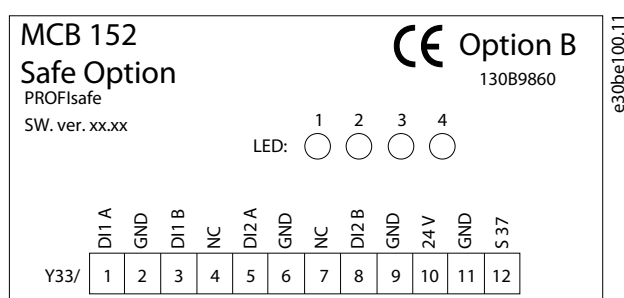 MCB 152
Safe Option
PROFIsafe
SW. ver. xx.xx
CE Option B
130B9860
e30be100.11
1 2 3 4
LED:
DI1 A GND DI1 B NC DI2 A GND NC DI2 B GND 24 V GND S 37
Y33/ 1 2 3 4 5 6 7 8 9 10 11 12